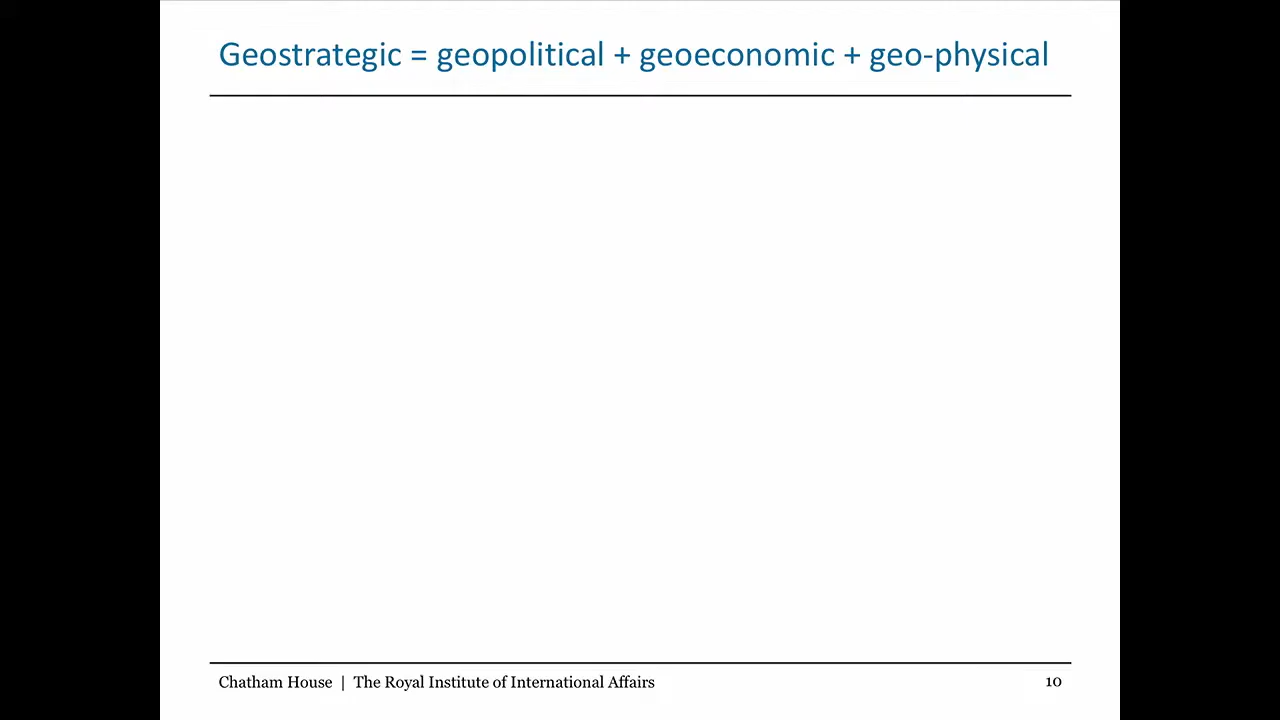 Geostrategic = geopolitical + geoeconomic + geo-physical
Chatham House | The Royal Institute of International Affairs
10